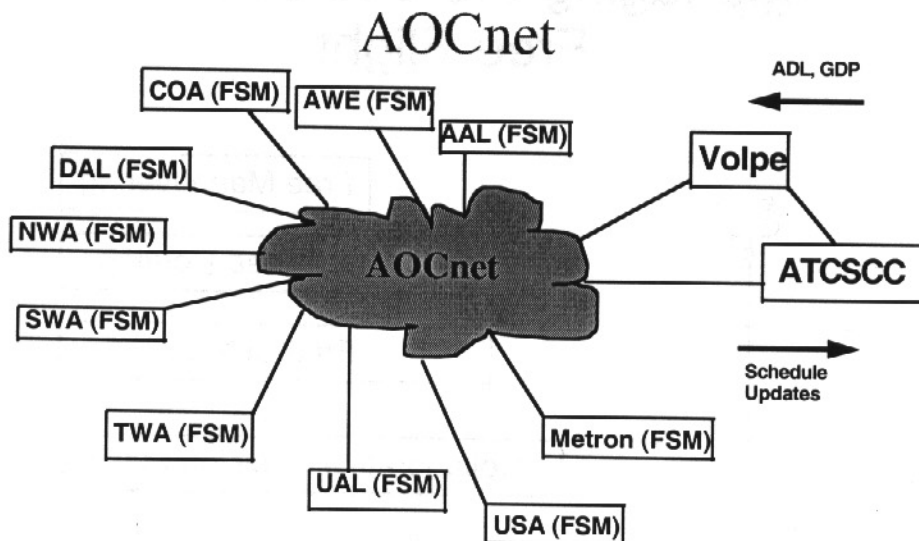 AOCnet
COA (FSM)
AWE (FSM)
AAL (FSM)
ADL, GDP
Volpe
DAL (FSM)
NWA (FSM)
AOCnet
ATCSCC
SWA (FSM)
Schedule
Updates
TWA (FSM)
Metron (FSM)
UAL (FSM)
USA (FSM)